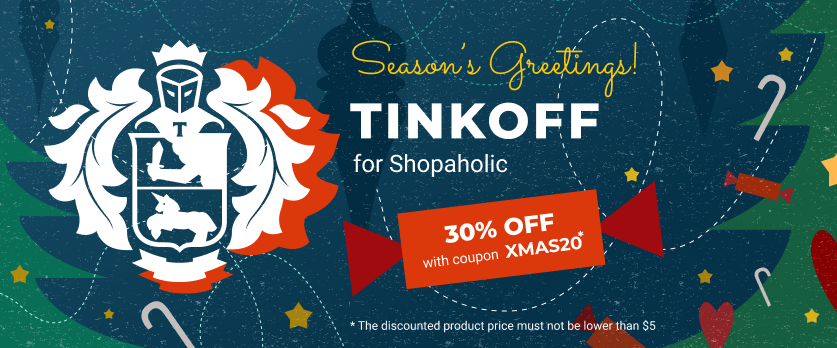 Season's Greetings!
T
TINKOFF
for Shopaholic
30% OFF
with coupon XMAS20*
* The discounted product price must not be lower than $5